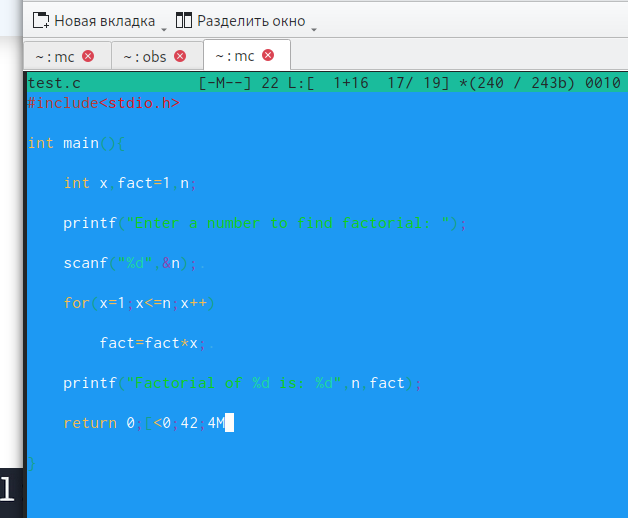 Новая вкладка Разделить окно
~ : mc ~ : obs ~ : mc
test.c [-M--] 22 L:[ 1+16 17/ 19] *(240 / 243b) 0010
#include<stdio.h>
int main(){
int x,fact=1,n;
printf("Enter a number to find factorial: ");
scanf("%d",&n);.
for(x=1;x<=n;x++)
fact=fact*x;.
printf("Factorial of %d is: %d",n,fact);
return 0;[<0;42;4M
}
l